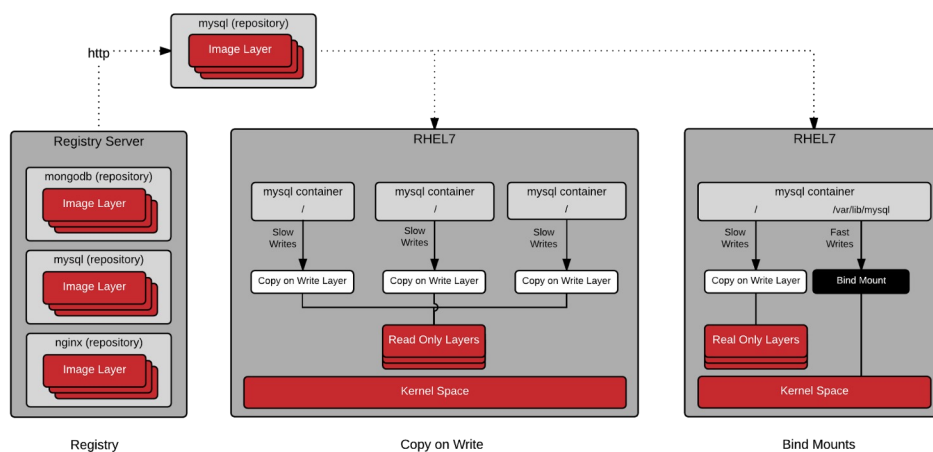 mysql (repository)
Image Layer
http
Registry Server
mongodb (repository)
Image Layer
mysql (repository)
Image Layer
nginx (repository)
Image Layer
Registry
RHEL7
mysql container
/
mysql container
/
mysql container
/
Slow
Writes
Slow
Writes
Slow
Writes
Copy on Write Layer
Copy on Write Layer
Copy on Write Layer
Read Only Layers
Kernel Space
Copy on Write
RHEL7
mysql container
/ /var/lib/mysql
Slow
Writes
Fast
Writes
Copy on Write Layer
Bind Mount
Real Only Layers
Kernel Space
Bind Mounts